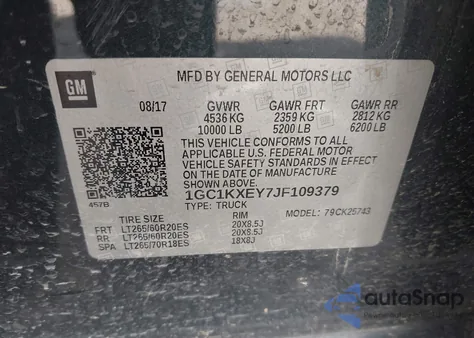 GM
MFD BY GENERAL MOTORS LLC
08/17 GVWR GAWR FRT GAWR RR
4536 KG 2359 KG 2812 KG
10000 LB 5200 LB 6200 LB
THIS VEHICLE CONFORMS TO ALL
APPLICABLE U.S. FEDERAL MOTOR
VEHICLE SAFETY STANDARDS IN EFFECT
ON THE DATE OF MANUFACTURE
SHOWN ABOVE.
1GC1KXEY7JF109379
457B TYPE: TRUCK
TIRE SIZE RIM MODEL: 79CK25743
FRT LT265/60R20ES 20X8.5J
RR LT265/60R20ES 20X8.5J
SPA LT265/70R18ES 18X8J
autoSnap